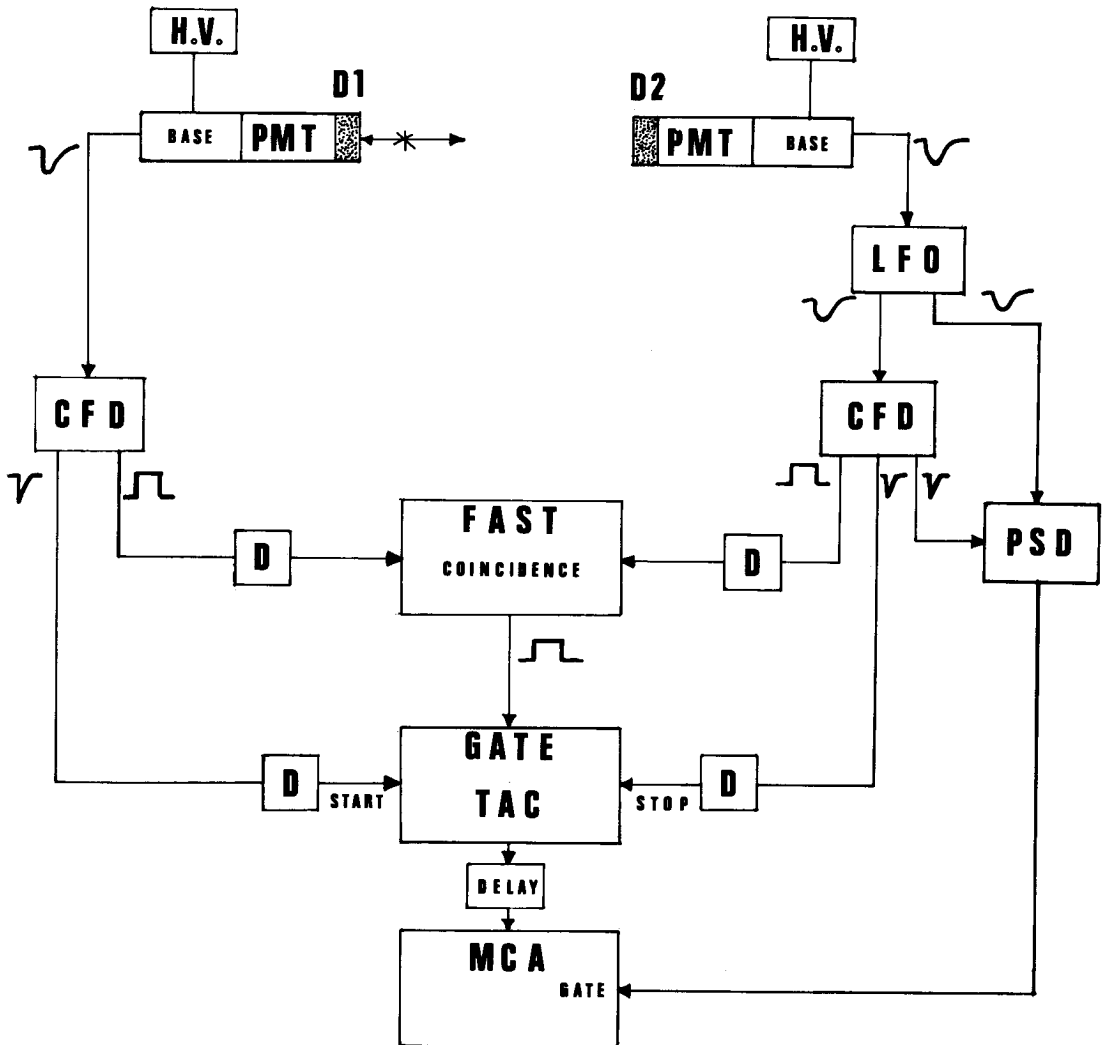 H.V.
H.V.
D1
D2
BASE
PMT
PMT
BASE
LFO
CFD
CFD
FAST
COINCIDENCE
PSD
D
D
GATE
TAC
D
START
STOP
D
DELAY
MCA
GATE